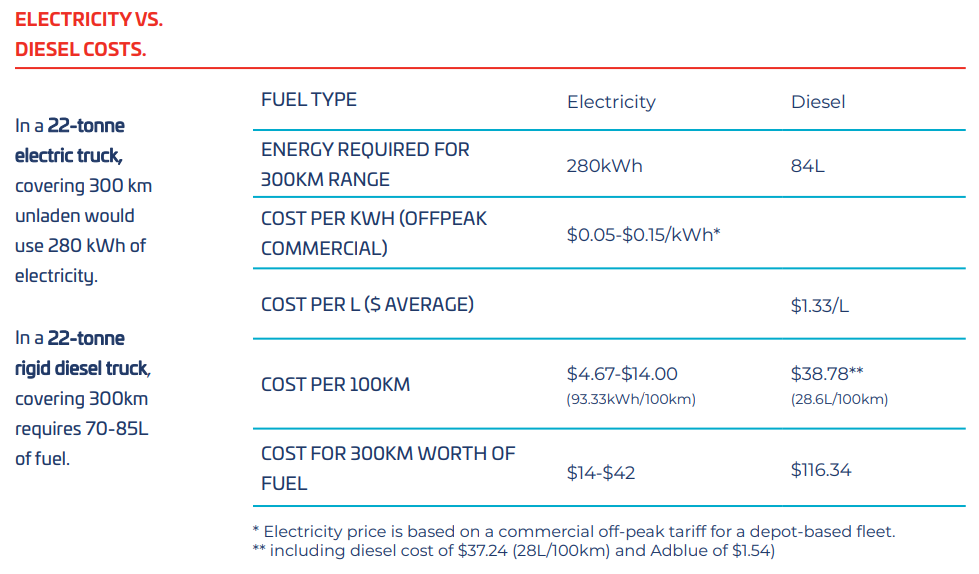 ELECTRICITY VS.
DIESEL COSTS.
In a 22-tonne
electric truck,
covering 300 km
unladen would
use 280 kWh of
electricity.
In a 22-tonne
rigid diesel truck,
covering 300km
requires 70-85L
of fuel.
FUEL TYPE Electricity Diesel
ENERGY REQUIRED FOR
300KM RANGE 280kWh 84L
COST PER KWH (OFFPEAK
COMMERCIAL) $0.05-$0.15/kWh*
COST PER L ($ AVERAGE) $1.33/L
COST PER 100KM $4.67-$14.00 $38.78**
(93.33kWh/100km) (28.6L/100km)
COST FOR 300KM WORTH OF
FUEL $14-$42 $116.34
* Electricity price is based on a commercial off-peak tariff for a depot-based fleet.
** including diesel cost of $37.24 (28L/100km) and Adblue of $1.54)